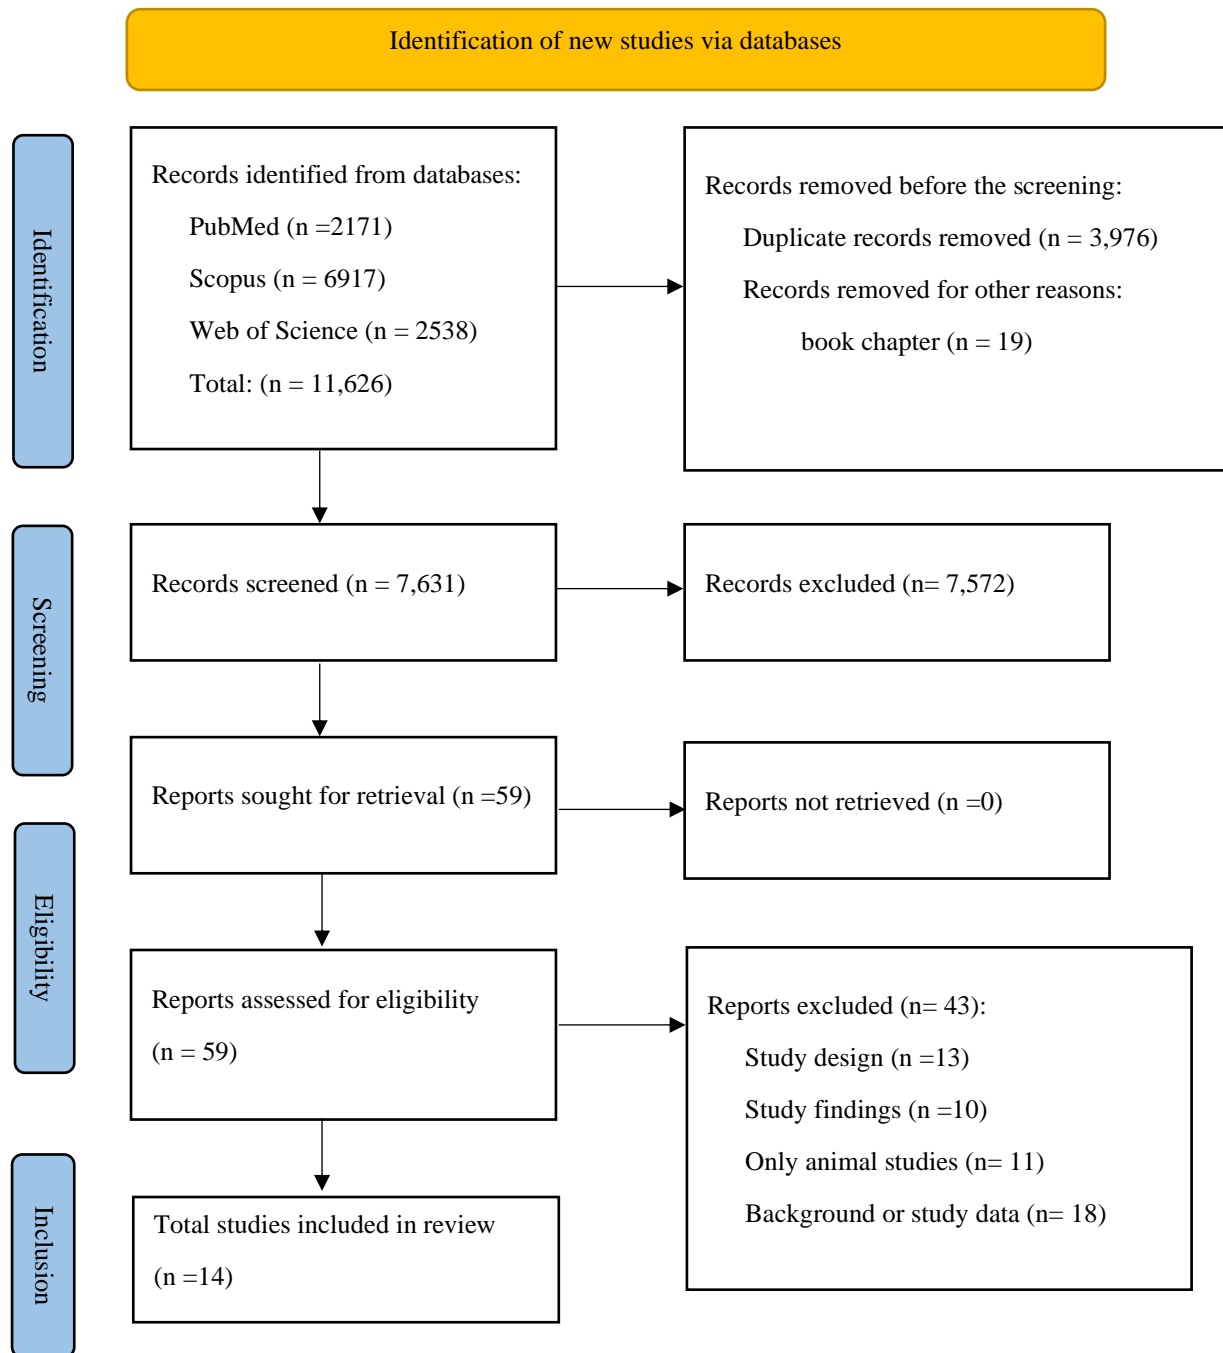 Identification of new studies via databases
Identification
Records identified from databases:
PubMed (n =2171)
Scopus (n = 6917)
Web of Science (n = 2538)
Total: (n = 11,626)
Records removed before the screening:
Duplicate records removed (n = 3,976)
Records removed for other reasons:
book chapter (n = 19)
Screening
Records screened (n = 7,631)
Records excluded (n= 7,572)
Reports sought for retrieval (n =59)
Reports not retrieved (n =0)
Eligibility
Reports assessed for eligibility
(n = 59)
Reports excluded (n= 43):
Study design (n =13)
Study findings (n =10)
Only animal studies (n= 11)
Background or study data (n= 18)
Inclusion
Total studies included in review
(n =14)